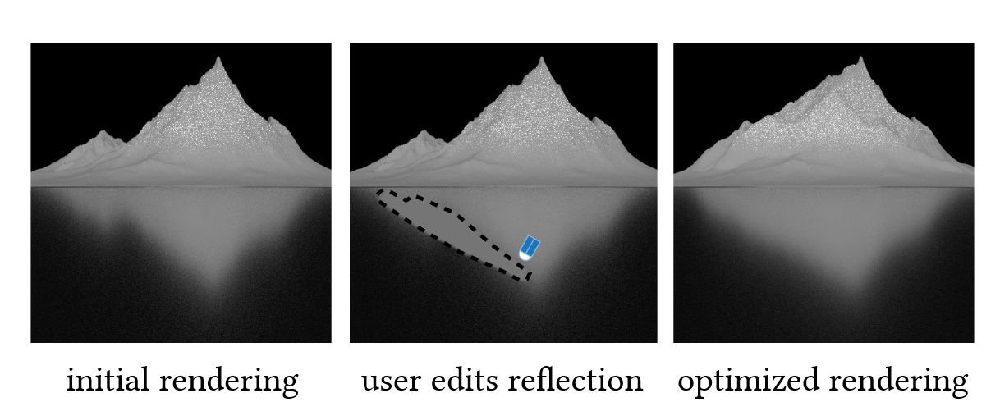 initial rendering
user edits reflection
optimized rendering